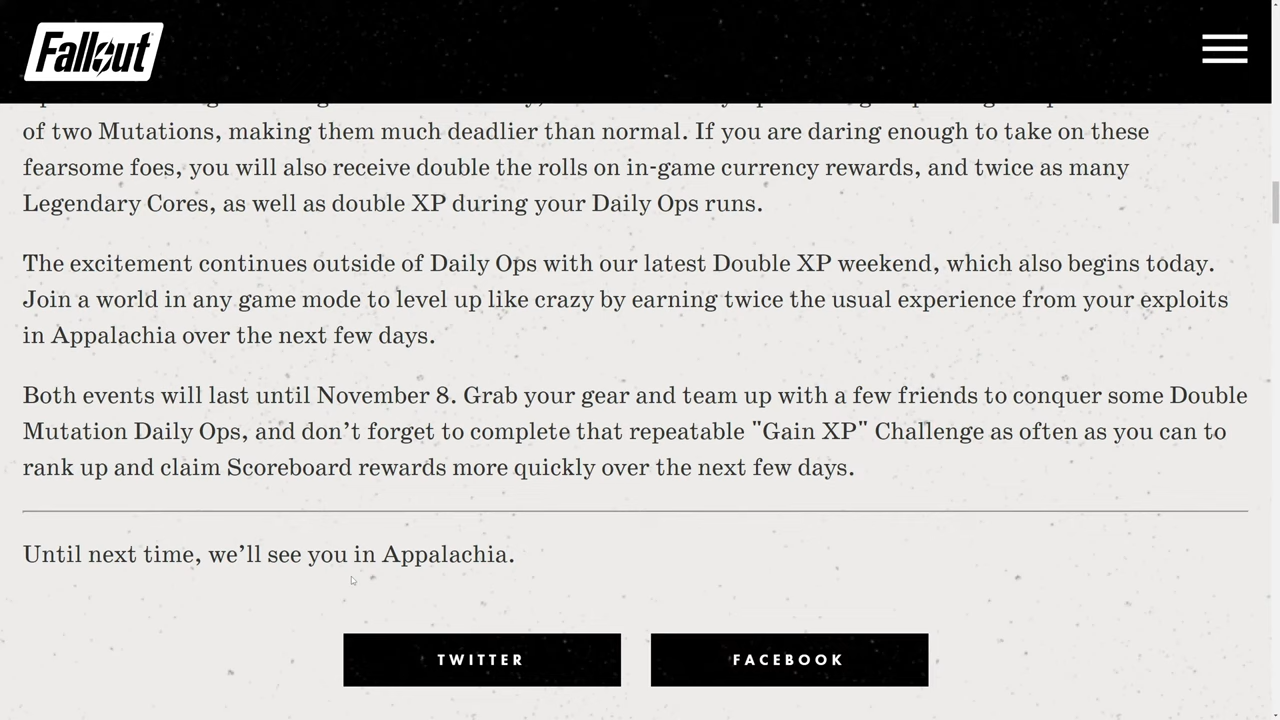 Fallout
of two Mutations, making them much deadlier than normal. If you are daring enough to take on these
fearsome foes, you will also receive double the rolls on in-game currency rewards, and twice as many
Legendary Cores, as well as double XP during your Daily Ops runs.
The excitement continues outside of Daily Ops with our latest Double XP weekend, which also begins today.
Join a world in any game mode to level up like crazy by earning twice the usual experience from your exploits
in Appalachia over the next few days.
Both events will last until November 8. Grab your gear and team up with a few friends to conquer some Double
Mutation Daily Ops, and don’t forget to complete that repeatable "Gain XP" Challenge as often as you can to
rank up and claim Scoreboard rewards more quickly over the next few days.
Until next time, we’ll see you in Appalachia.
TWITTER
FACEBOOK